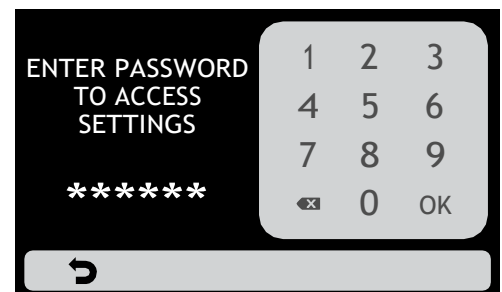 ENTER PASSWORD
TO ACCESS
SETTINGS
******
1 2 3
4 5 6
7 8 9
0 OK